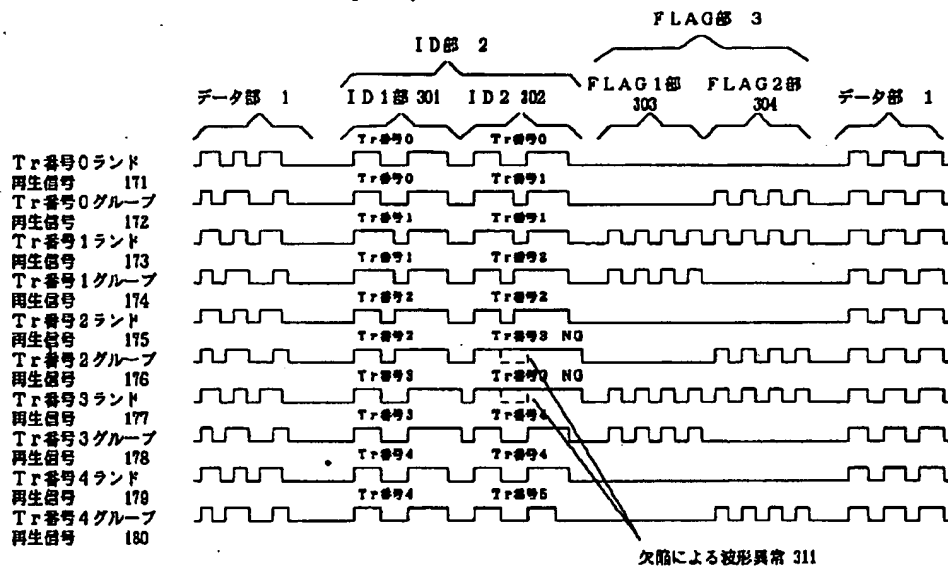 FLAG部 3
ID部 2
データ部 1
ID1部 301
ID2 302
FLAG1部
303
FLAG2部
304
データ部 1
Tr番号0 Tr番号0
Tr番号0ランド
再生信号 171
Tr番号0 Tr番号1
Tr番号0グループ
再生信号 172
Tr番号1 Tr番号1
Tr番号1ランド
再生信号 173
Tr番号1 Tr番号2
Tr番号1グループ
再生信号 174
Tr番号2 Tr番号2
Tr番号2ランド
再生信号 175
Tr番号2 Tr番号3 NG
Tr番号2グループ
再生信号 176
Tr番号3 NG
Tr番号3ランド
再生信号 177
Tr番号3 Tr番号4
Tr番号3グループ
再生信号 178
Tr番号4 Tr番号4
Tr番号4ランド
再生信号 179
Tr番号4 Tr番号5
Tr番号4グループ
再生信号 180
欠陥による波形異常 311